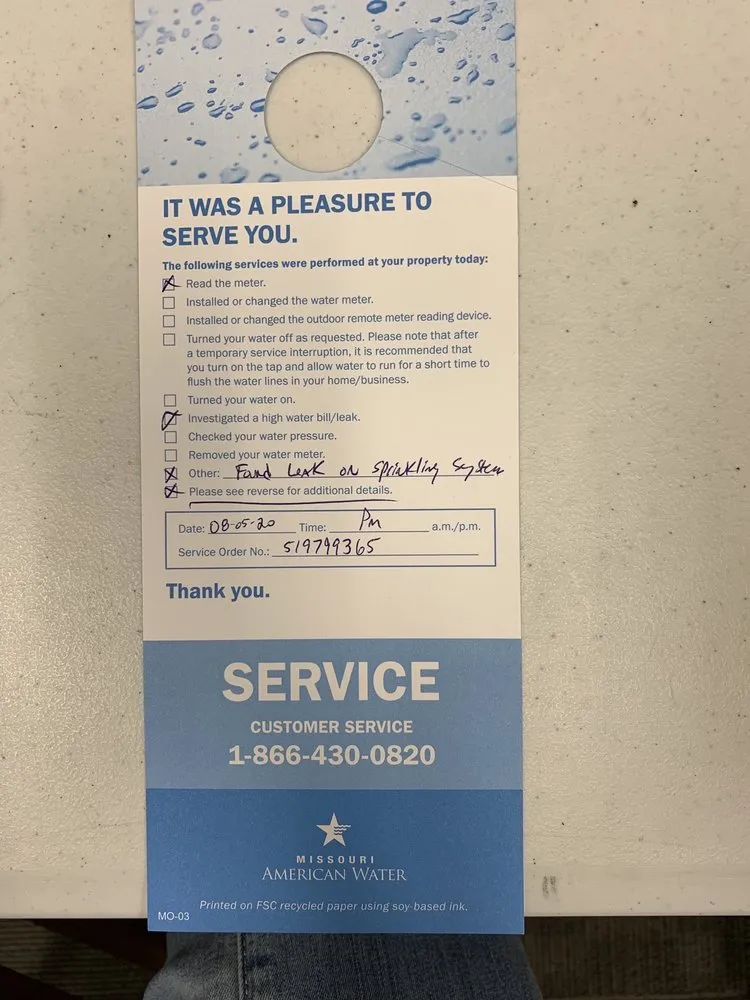 IT WAS A PLEASURE TO
SERVE YOU.
The following services were performed at your property today:
Read the meter.
Installed or changed the water meter.
Installed or changed the outdoor remote meter reading device.
Turned your water off as requested. Please note that after
a temporary service interruption, it is recommended that
you turn on the tap and allow water to run for a short time to
flush the water lines in your home/business.
Turned your water on.
Investigated a high water bill/leak.
Checked your water pressure.
Removed your water meter.
Other: Found Leak on Sprinkling System
Please see reverse for additional details.
Date: 08-05-20 Time: Pm a.m./p.m.
Service Order No.: 519799365
Thank you.
SERVICE
CUSTOMER SERVICE
1-866-430-0820
MISSOURI
AMERICAN WATER
Printed on FSC recycled paper using soy-based ink.
MO-03